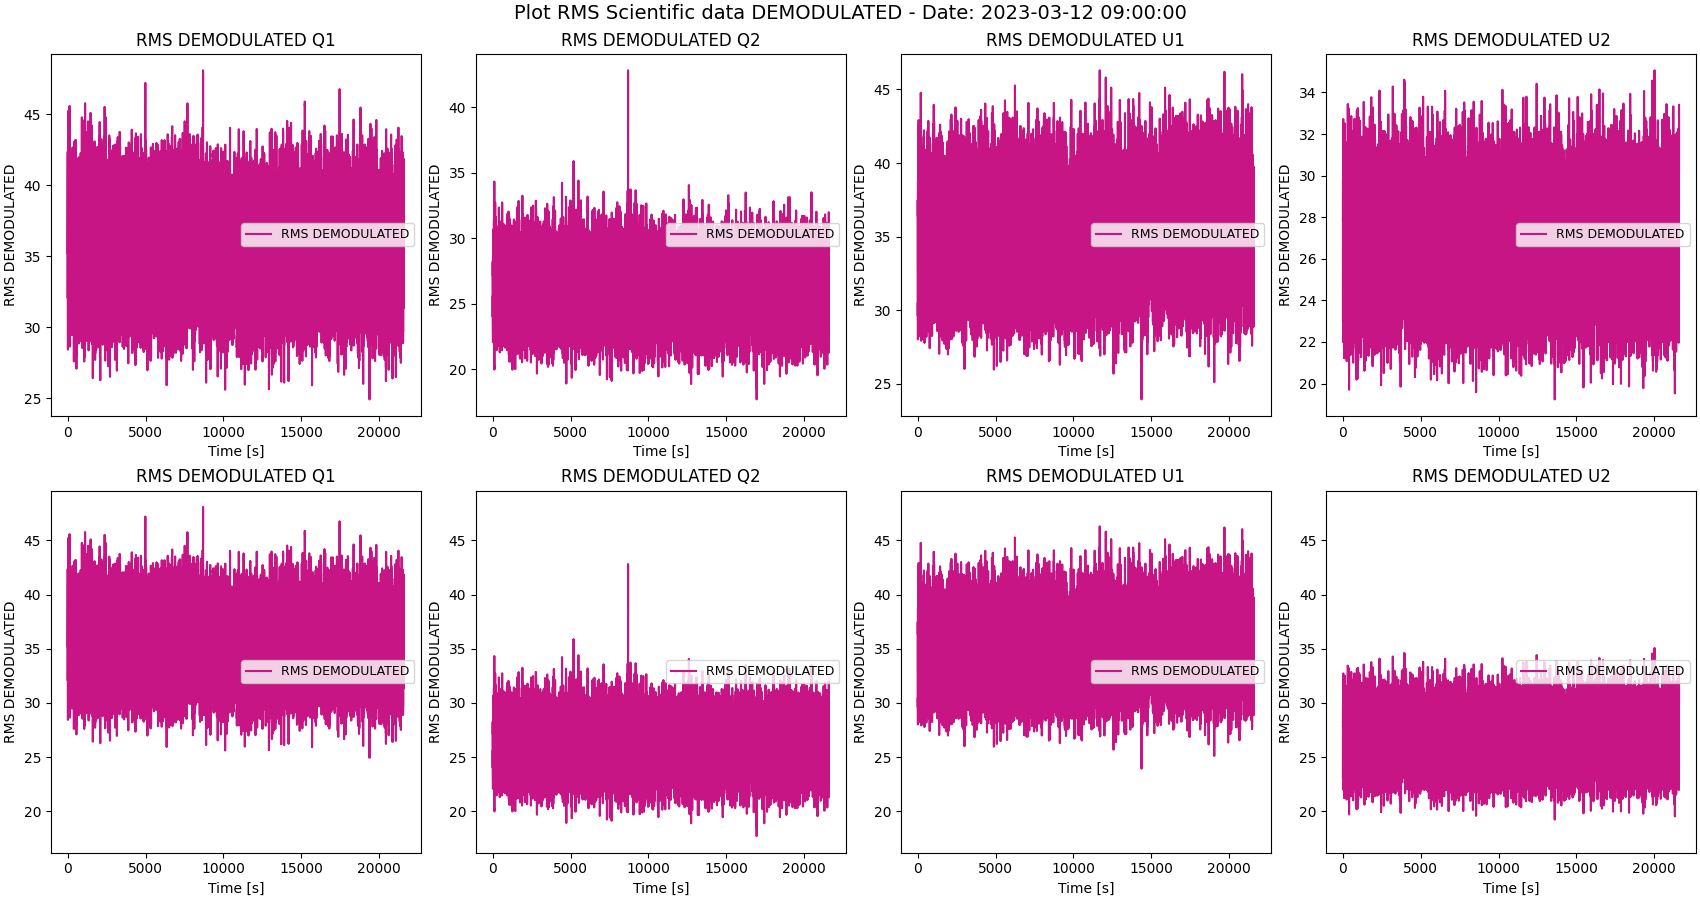 Plot RMS Scientific data DEMODULATED - Date: 2023-03-12 09:00:00
RMS DEMODULATED Q1
RMS DEMODULATED
45
40
35
30
25
RMS DEMODULATED
0 5000 10000 15000 20000
Time [s]
RMS DEMODULATED Q2
RMS DEMODULATED
40
35
30
25
20
RMS DEMODULATED
0 5000 10000 15000 20000
Time [s]
RMS DEMODULATED U1
RMS DEMODULATED
45
40
35
30
25
RMS DEMODULATED
0 5000 10000 15000 20000
Time [s]
RMS DEMODULATED U2
RMS DEMODULATED
34
32
30
28
26
24
22
20
RMS DEMODULATED
0 5000 10000 15000 20000
Time [s]
RMS DEMODULATED Q1
RMS DEMODULATED
45
40
35
30
25
20
RMS DEMODULATED
0 5000 10000 15000 20000
Time [s]
RMS DEMODULATED Q2
RMS DEMODULATED
45
40
35
30
25
20
RMS DEMODULATED
0 5000 10000 15000 20000
Time [s]
RMS DEMODULATED U1
RMS DEMODULATED
45
40
35
30
25
20
RMS DEMODULATED
0 5000 10000 15000 20000
Time [s]
RMS DEMODULATED U2
RMS DEMODULATED
45
40
35
30
25
20
RMS DEMODULATED
0 5000 10000 15000 20000
Time [s]